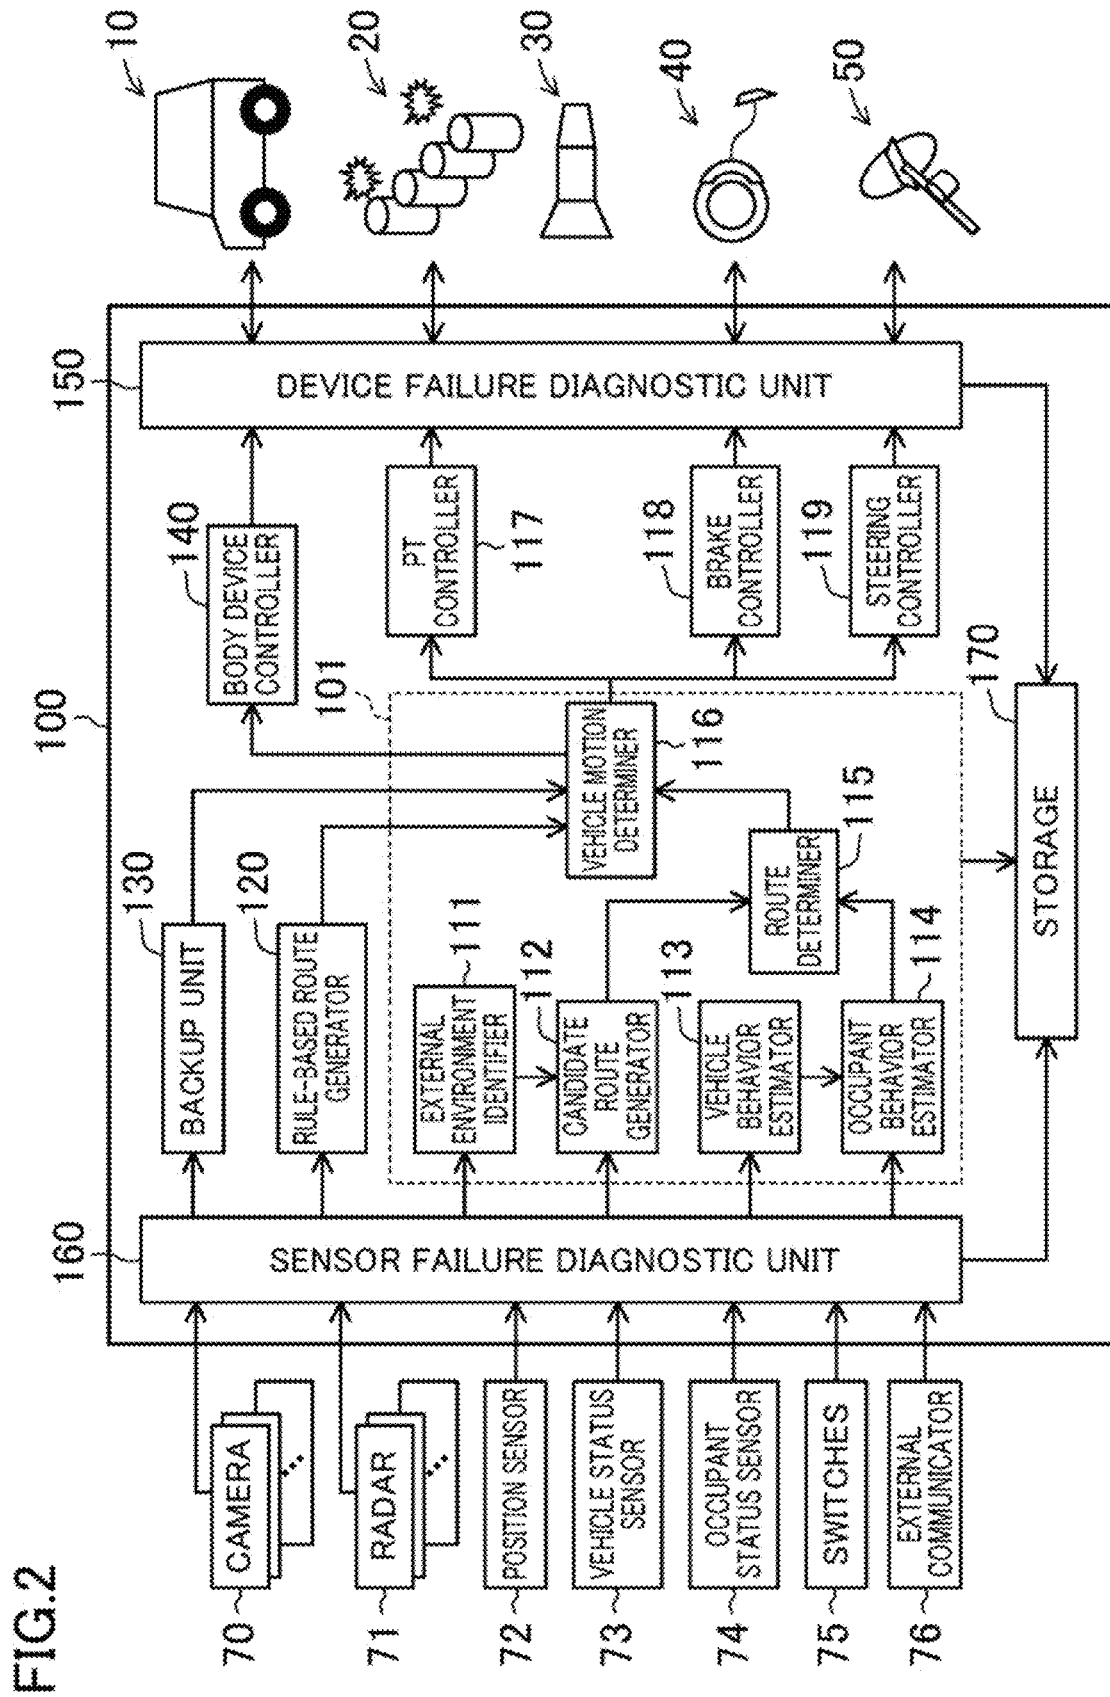 FIG.2
100
10
20
30
40
50
70
CAMERA
71
RADAR
72
POSITION SENSOR
73
VEHICLE STATUS
SENSOR
74
OCCUPANT
STATUS SENSOR
75
SWITCHES
76
EXTERNAL
COMMUNICATOR
160
SENSOR FAILURE DIAGNOSTIC UNIT
130
BACKUP UNIT
120
RULE-BASED ROUTE
GENERATOR
101
111
EXTERNAL
ENVIRONMENT
IDENTIFIER
112
CANDIDATE
ROUTE
GENERATOR
113
VEHICLE
BEHAVIOR
ESTIMATOR
114
OCCUPANT
BEHAVIOR
ESTIMATOR
115
ROUTE
DETERMINER
116
VEHICLE MOTION
DETERMINER
140
BODY DEVICE
CONTROLLER
117
PT
CONTROLLER
118
BRAKE
CONTROLLER
119
STEERING
CONTROLLER
150
DEVICE FAILURE DIAGNOSTIC UNIT
170
STORAGE